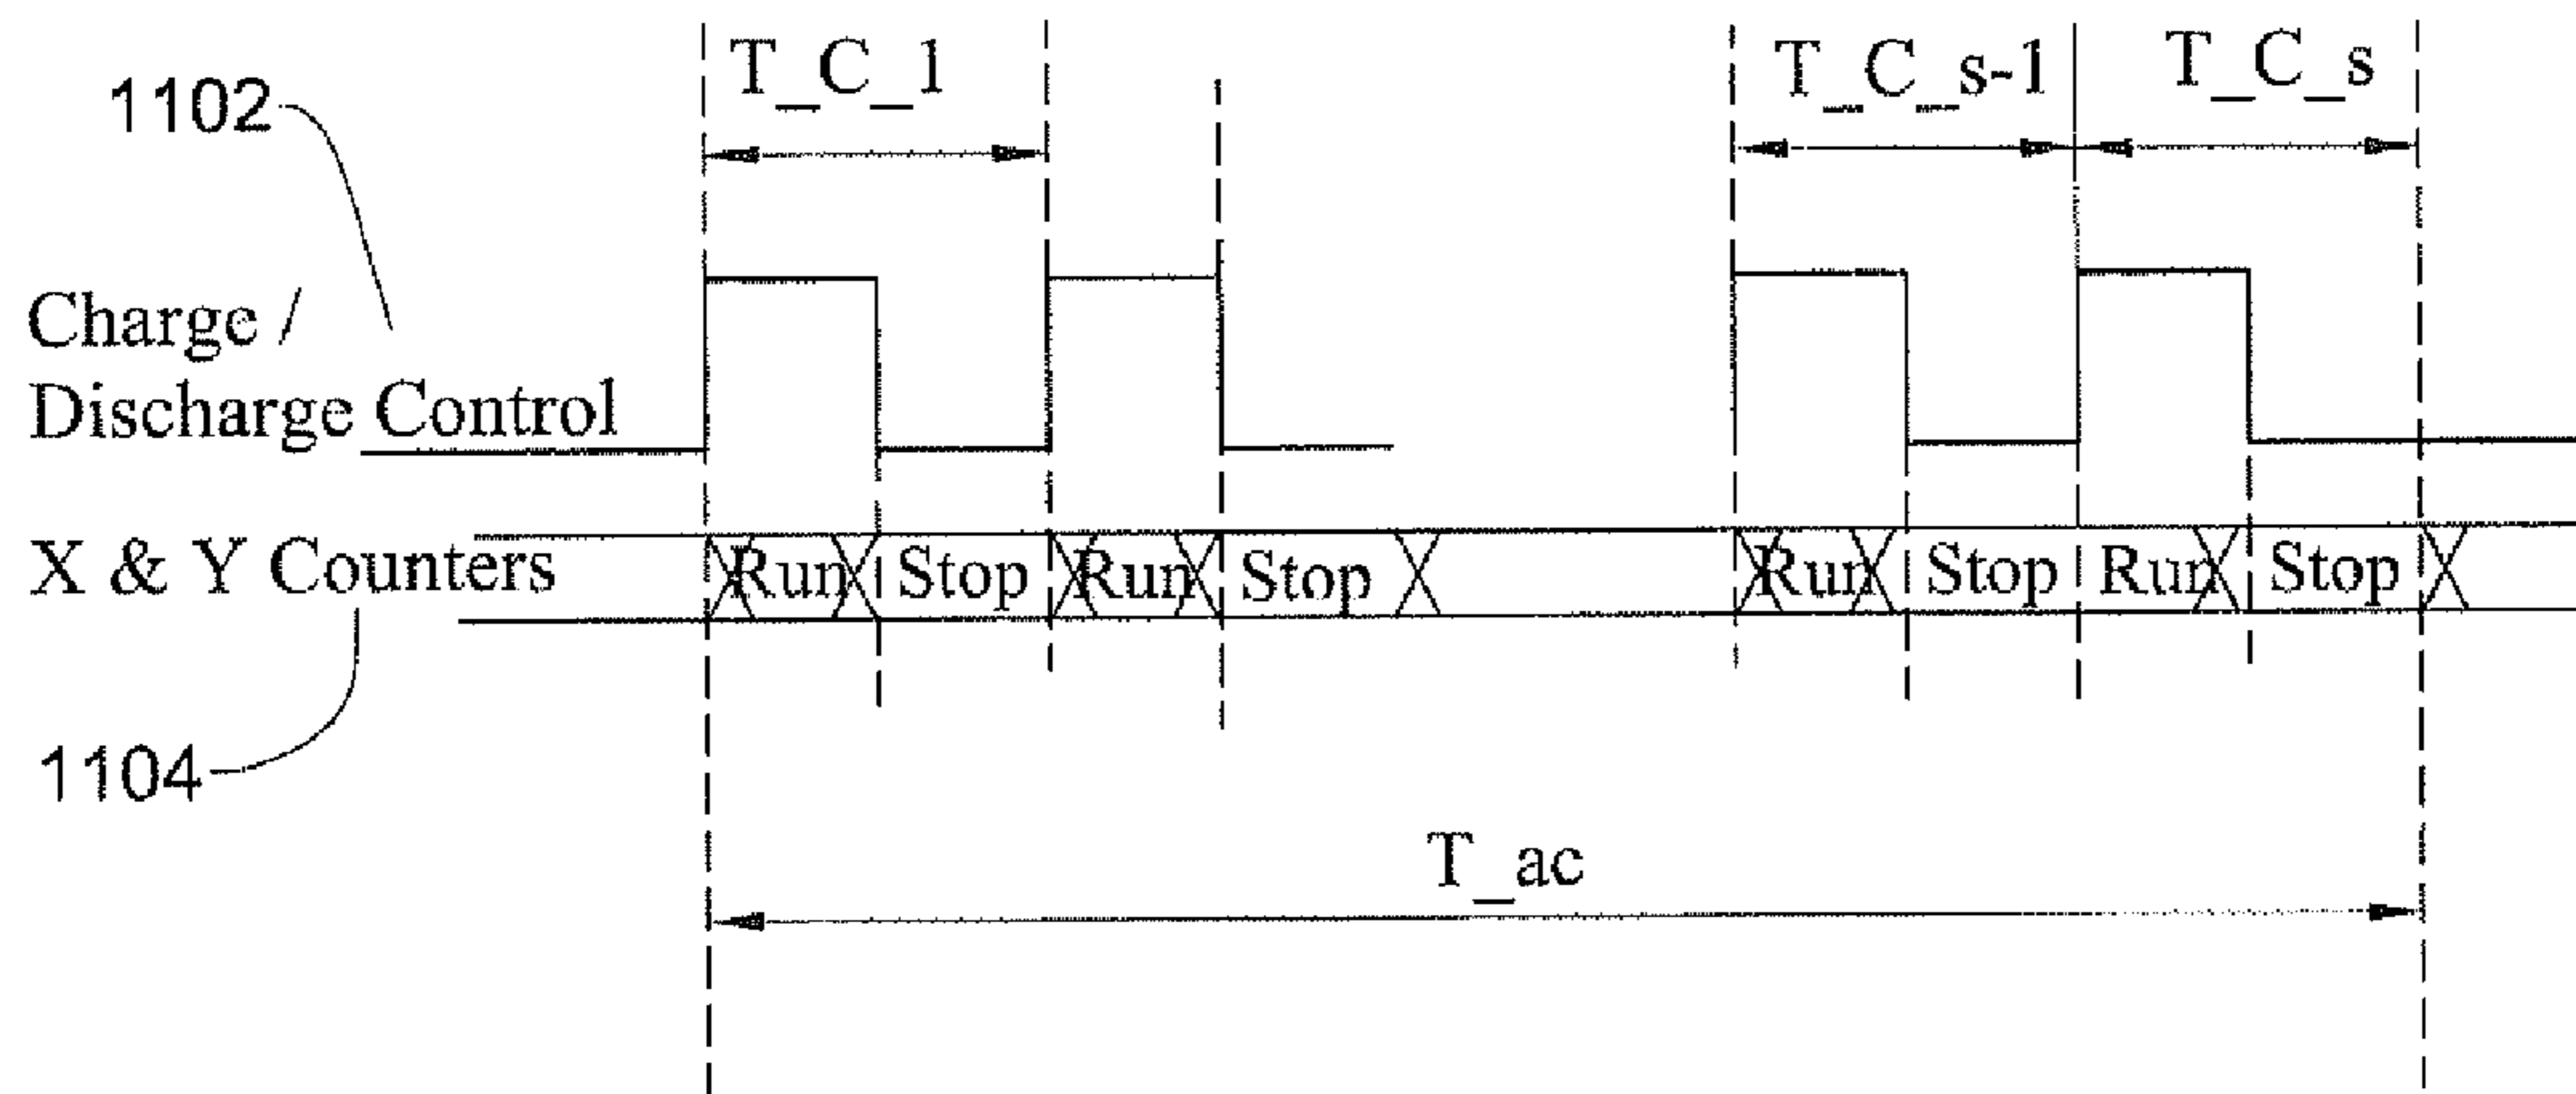 T_C_1
T_C_s-1
T_C_s
1102
Charge /
Discharge Control
X & Y Counters
Run Stop Run Stop Run Stop Run Stop
1104
T_ac